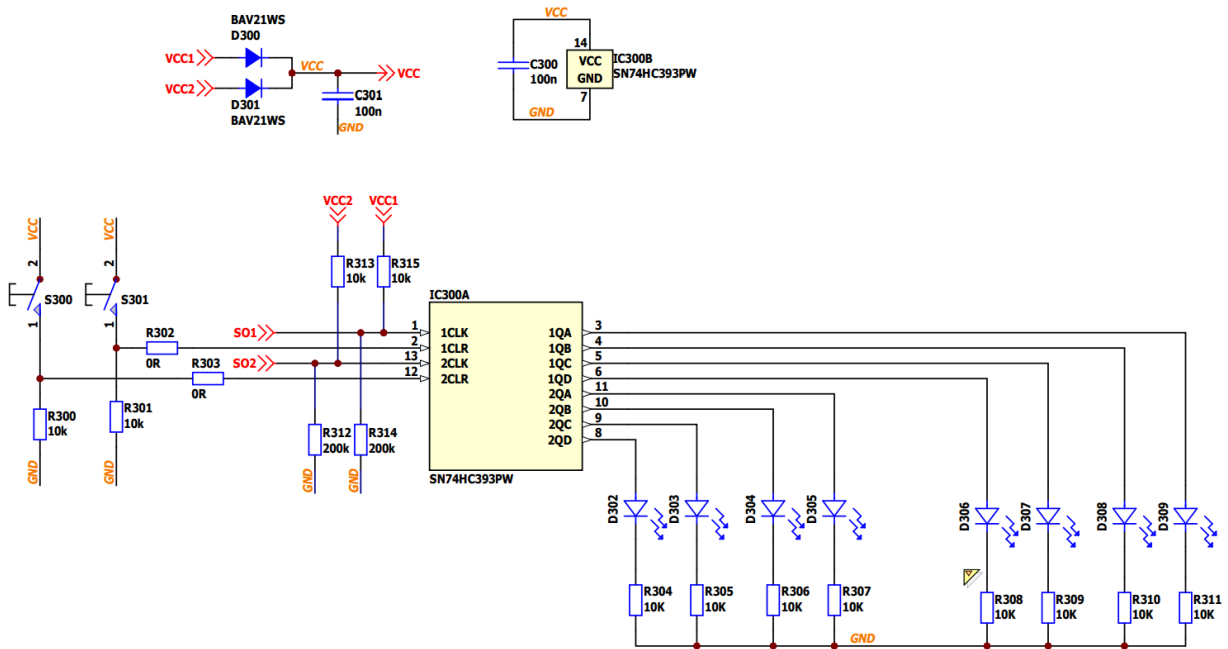 BAV21WS
D300
VCC1
VCC
VCC
VCC2
C301
100n
D301
BAV21WS
GND
VCC
14
C300
100n
VCC
GND
IC300B
SN74HC393PW
7
GND
VCC2
VCC1
VCC
VCC
2
2
R313
10k
R315
10k
S300
S301
1
1
IC300A
SO1
1
1CLK
1QA
3
R302
0R
2
1CLR
1QB
4
SO2
13
2CLK
1QC
5
R303
0R
12
2CLR
1QD
6
2QA
11
2QB
10
2QC
9
2QD
8
R300
10k
R301
10k
R312
200k
R314
200k
GND
GND
GND
GND
SN74HC393PW
D302
D303
D304
D305
D306
D307
D308
D309
R304
10K
R305
10K
R306
10K
R307
10K
R308
10K
R309
10K
R310
10K
R311
10K
GND